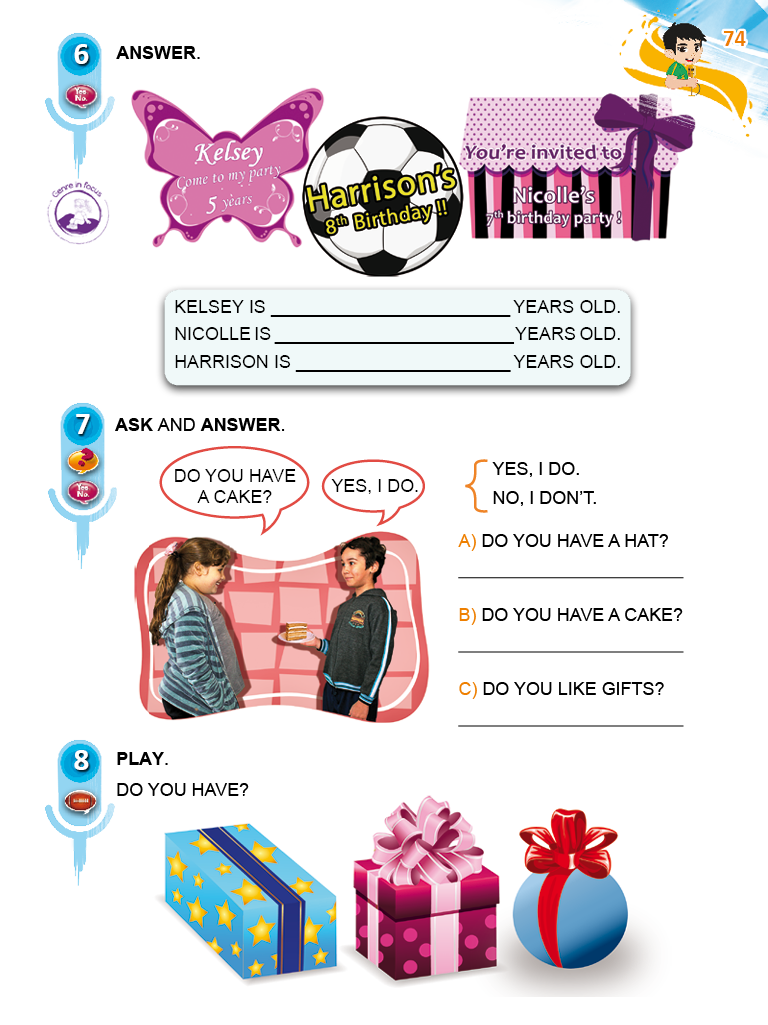 74
6
ANSWER.
Yes
No.
Genre in focus
Kelsey
Come to my party
5 years
Harrison's
8th Birthday !!
You're invited to
Nicolle's
7th birthday party !
KELSEY IS ________________________ YEARS OLD.
NICOLLE IS ________________________ YEARS OLD.
HARRISON IS ______________________ YEARS OLD.
7
ASK AND ANSWER.
?
Yes
No.
DO YOU HAVE
A CAKE?
YES, I DO.
YES, I DO.
NO, I DON'T.
A) DO YOU HAVE A HAT?
B) DO YOU HAVE A CAKE?
C) DO YOU LIKE GIFTS?
8
PLAY.
DO YOU HAVE?